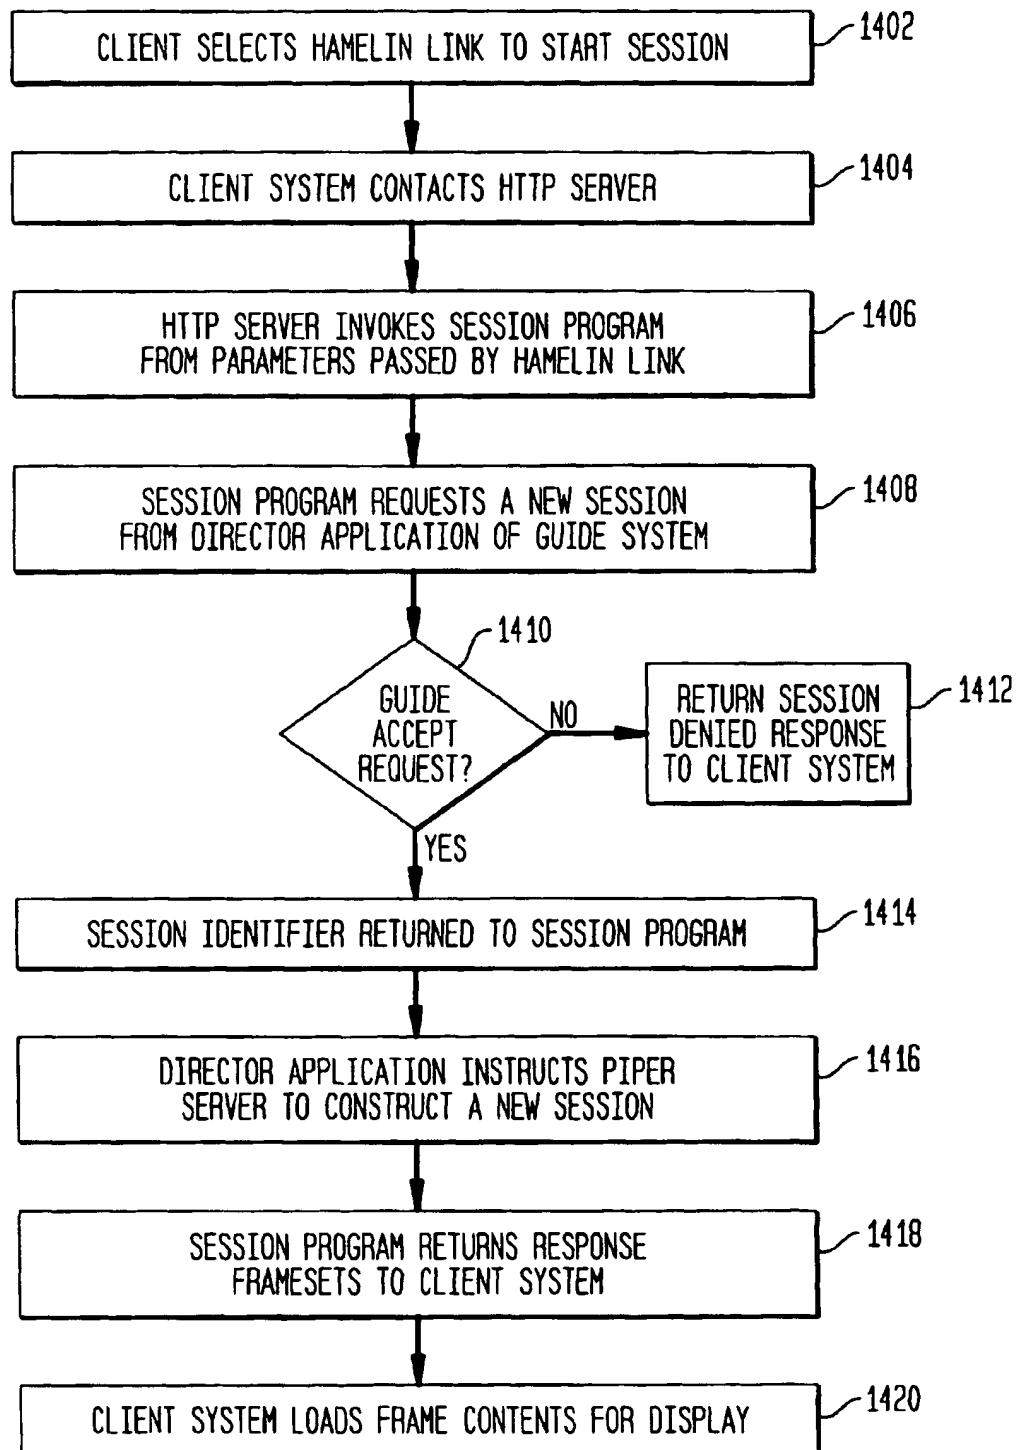 CLIENT SELECTS HAMELIN LINK TO START SESSION
1402
CLIENT SYSTEM CONTACTS HTTP SERVER
1404
HTTP SERVER INVOKES SESSION PROGRAM
FROM PARAMETERS PASSED BY HAMELIN LINK
1406
SESSION PROGRAM REQUESTS A NEW SESSION
FROM DIRECTOR APPLICATION OF GUIDE SYSTEM
1408
GUIDE
ACCEPT
REQUEST?
1410
NO
RETURN SESSION
DENIED RESPONSE
TO CLIENT SYSTEM
1412
YES
SESSION IDENTIFIER RETURNED TO SESSION PROGRAM
1414
DIRECTOR APPLICATION INSTRUCTS PIPER
SERVER TO CONSTRUCT A NEW SESSION
1416
SESSION PROGRAM RETURNS RESPONSE
FRAMESETS TO CLIENT SYSTEM
1418
CLIENT SYSTEM LOADS FRAME CONTENTS FOR DISPLAY
1420